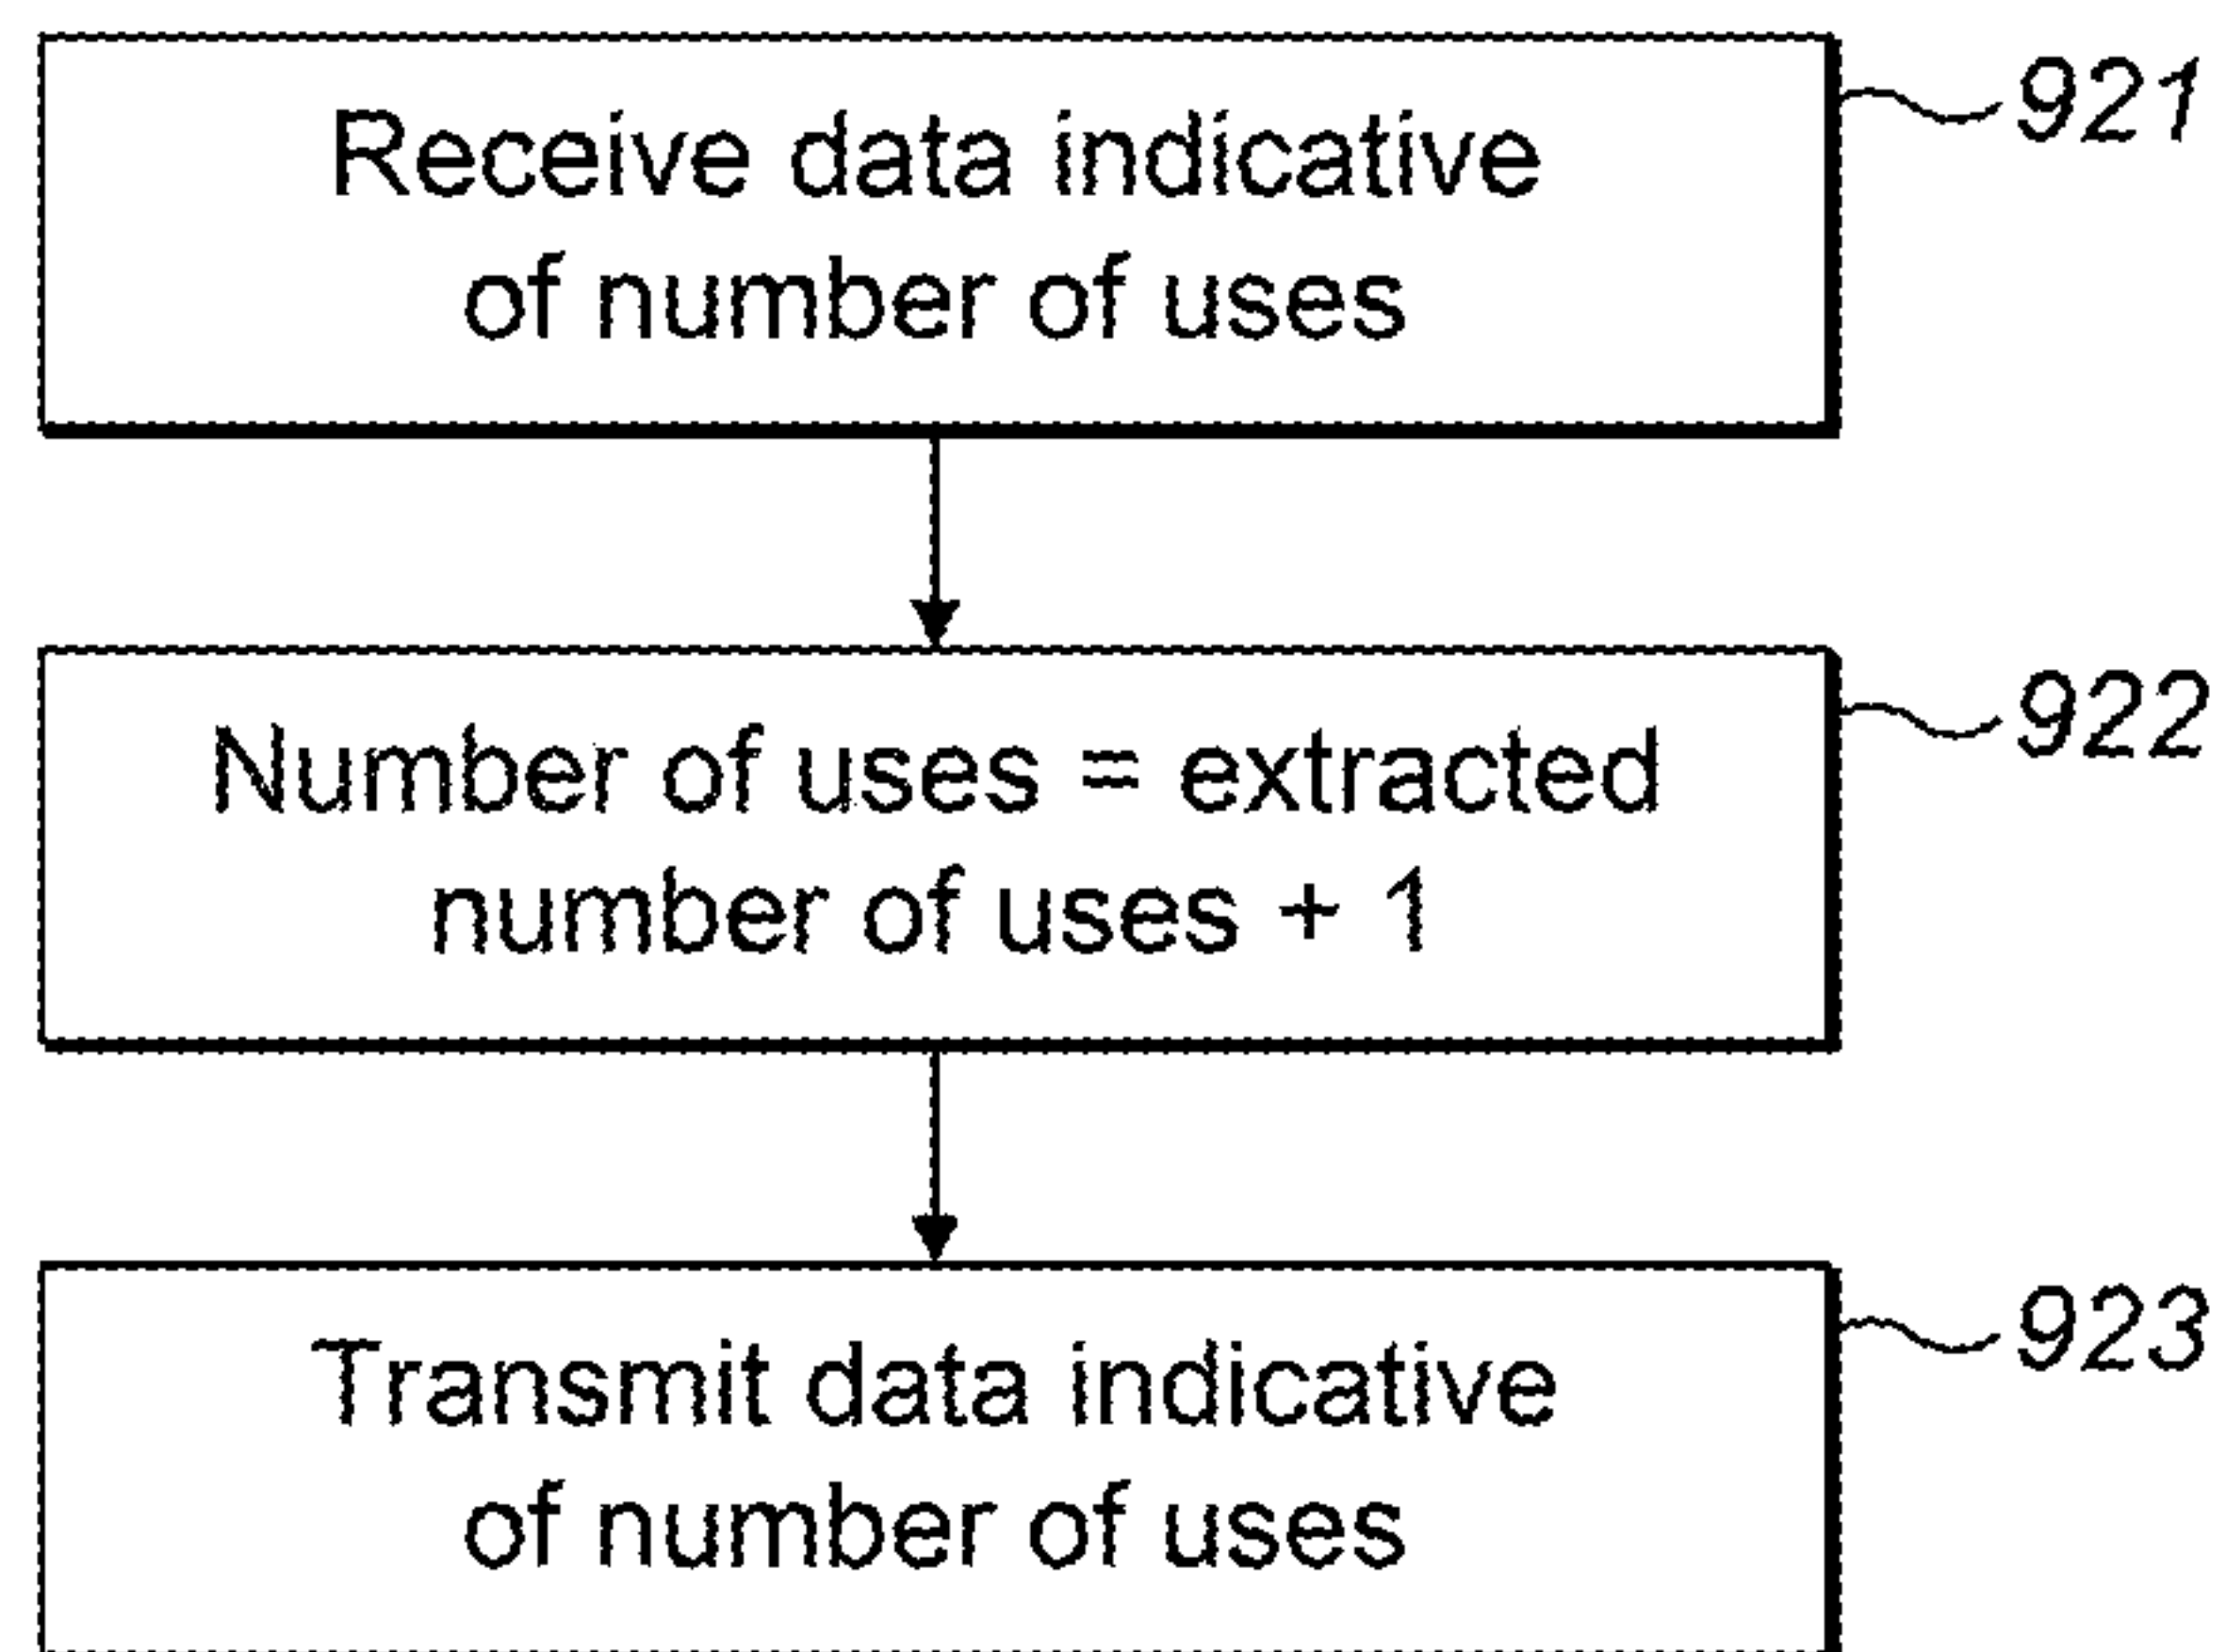 Receive data indicative
of number of uses
921
Number of uses = extracted
number of uses + 1
922
Transmit data indicative
of number of uses
923